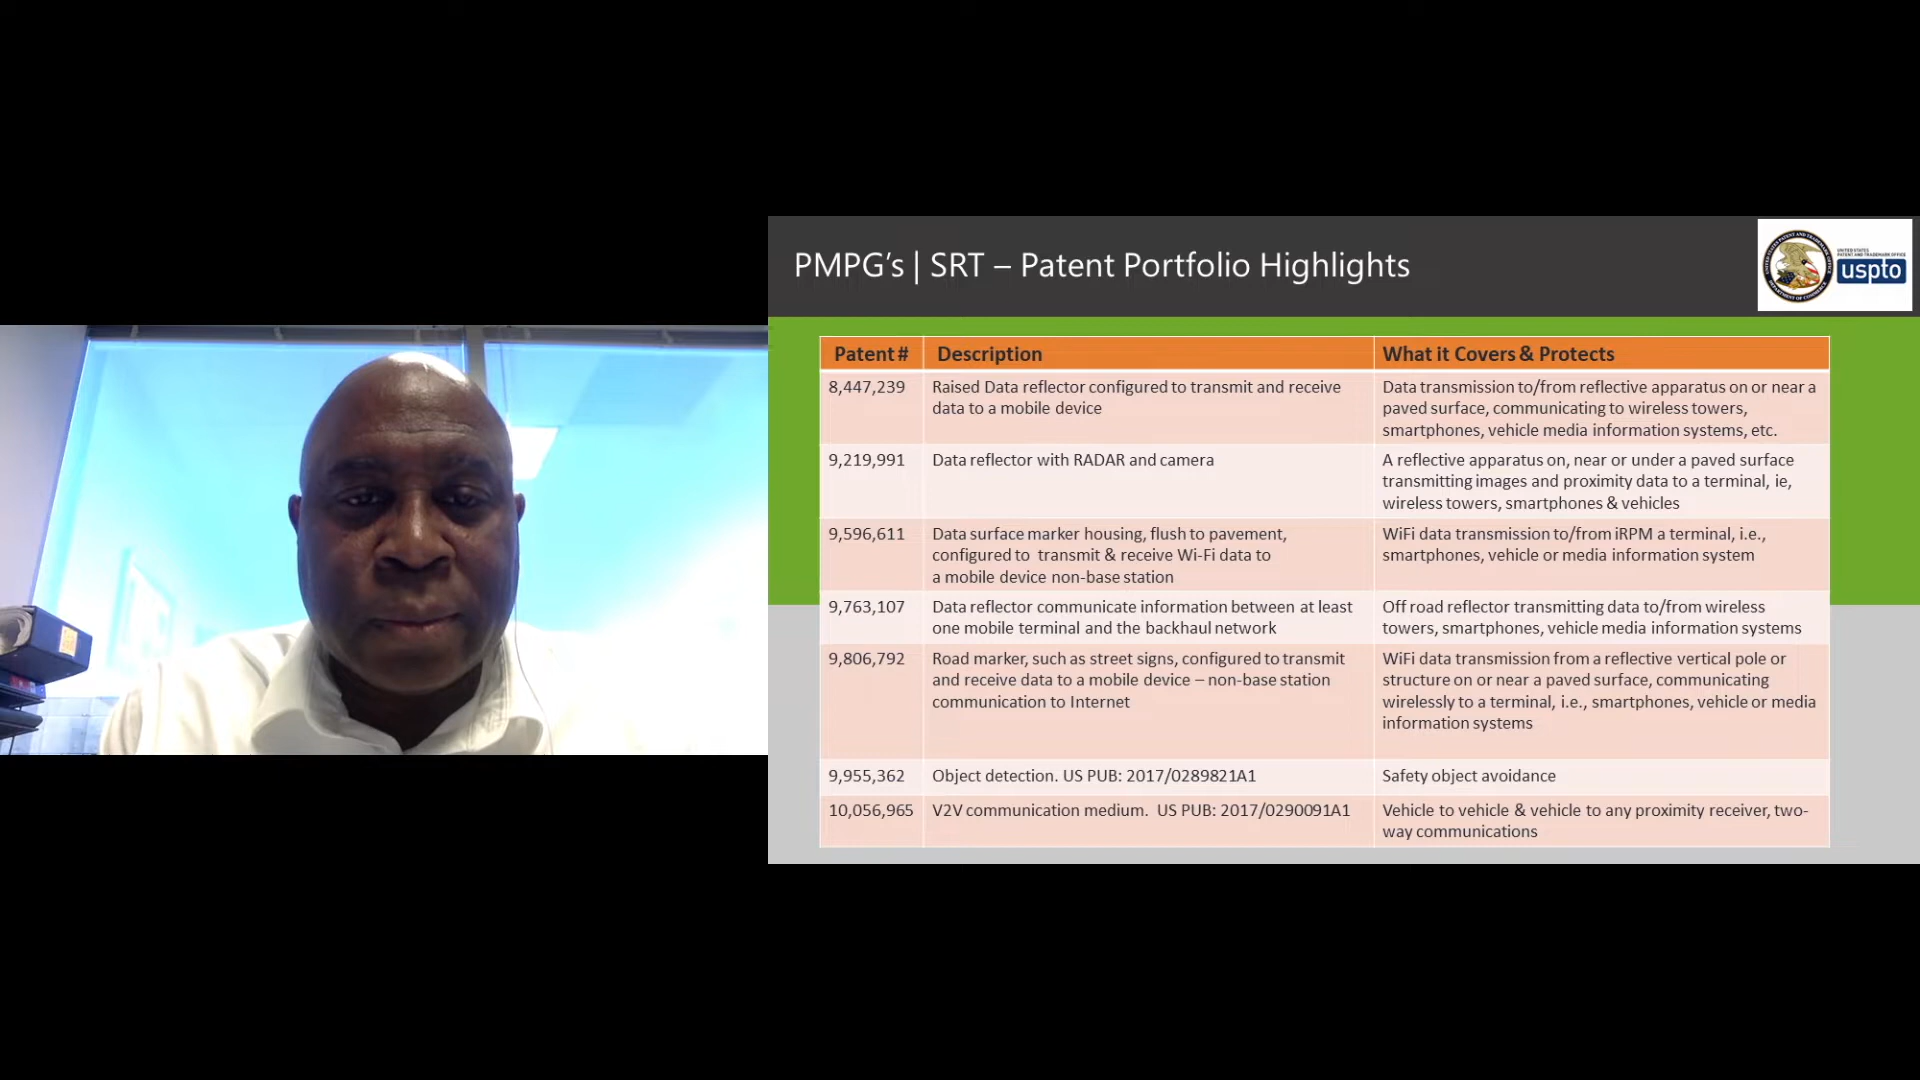 PMPG's | SRT – Patent Portfolio Highlights
UNITED STATES
PATENT AND TRADEMARK OFFICE
uspto
Patent # Description What it Covers & Protects
8,447,239 Raised Data reflector configured to transmit and receive Data transmission to/from reflective apparatus on or near a
data to a mobile device paved surface, communicating to wireless towers,
smartphones, vehicle media information systems, etc.
9,219,991 Data reflector with RADAR and camera A reflective apparatus on, near or under a paved surface
transmitting images and proximity data to a terminal, ie,
wireless towers, smartphones & vehicles
9,596,611 Data surface marker housing, flush to pavement, WiFi data transmission to/from iRPM a terminal, i.e.,
configured to transmit & receive Wi-Fi data to smartphones, vehicle or media information system
a mobile device non-base station
9,763,107 Data reflector communicate information between at least Off road reflector transmitting data to/from wireless
one mobile terminal and the backhaul network towers, smartphones, vehicle media information systems
9,806,792 Road marker, such as street signs, configured to transmit WiFi data transmission from a reflective vertical pole or
and receive data to a mobile device – non-base station structure on or near a paved surface, communicating
communication to Internet wirelessly to a terminal, i.e., smartphones, vehicle or media
information systems
9,955,362 Object detection. US PUB: 2017/0289821A1 Safety object avoidance
10,056,965 V2V communication medium. US PUB: 2017/0290091A1 Vehicle to vehicle & vehicle to any proximity receiver, two-
way communications